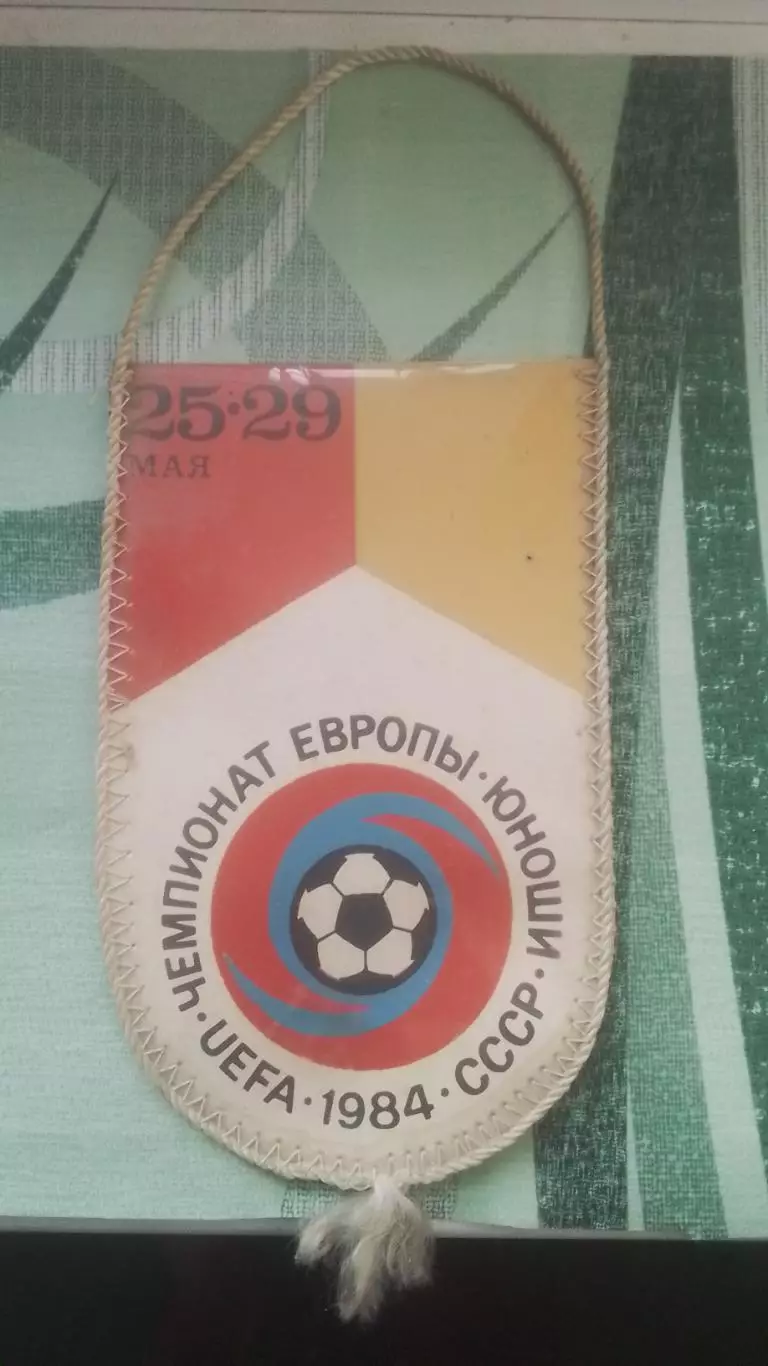 25·29
МАЯ
ЧЕМПИОНАТ ЕВРОПЫ · ЮНОШИ · СССР · 1984 · UEFA ·